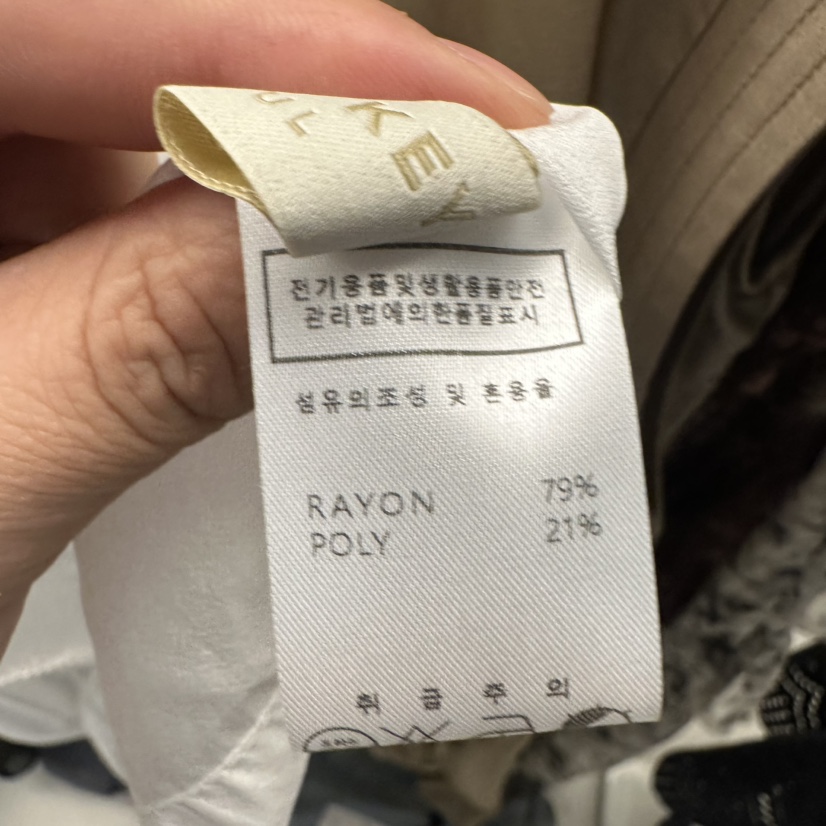 UL
KEY
전기용품및생활용품안전
관리법에의한품질표시
섬유의조성 및 혼용율
RAYON 79%
POLY 21%
취급주의